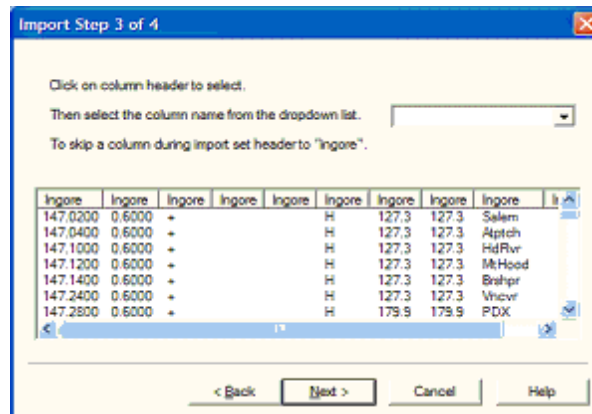 Import Step 3 of 4
Click on column header to select.
Then select the column name from the dropdown list.
To skip a column during import set header to "Ingore".
Ingore Ingore Ingore Ingore Ingore Ingore Ingore Ingore Ingore
147.0200 0.6000 + H 127.3 127.3 Salem
147.0400 0.6000 + H 127.3 127.3 Atptch
147.1000 0.6000 + H 127.3 127.3 HdRvr
147.1200 0.6000 + H 127.3 127.3 Mt.Hood
147.1400 0.6000 + H 127.3 127.3 Brshpr
147.2400 0.6000 + H 127.3 127.3 Vncvr
147.2800 0.6000 + H 179.9 179.9 PDX
< Back Next > Cancel Help